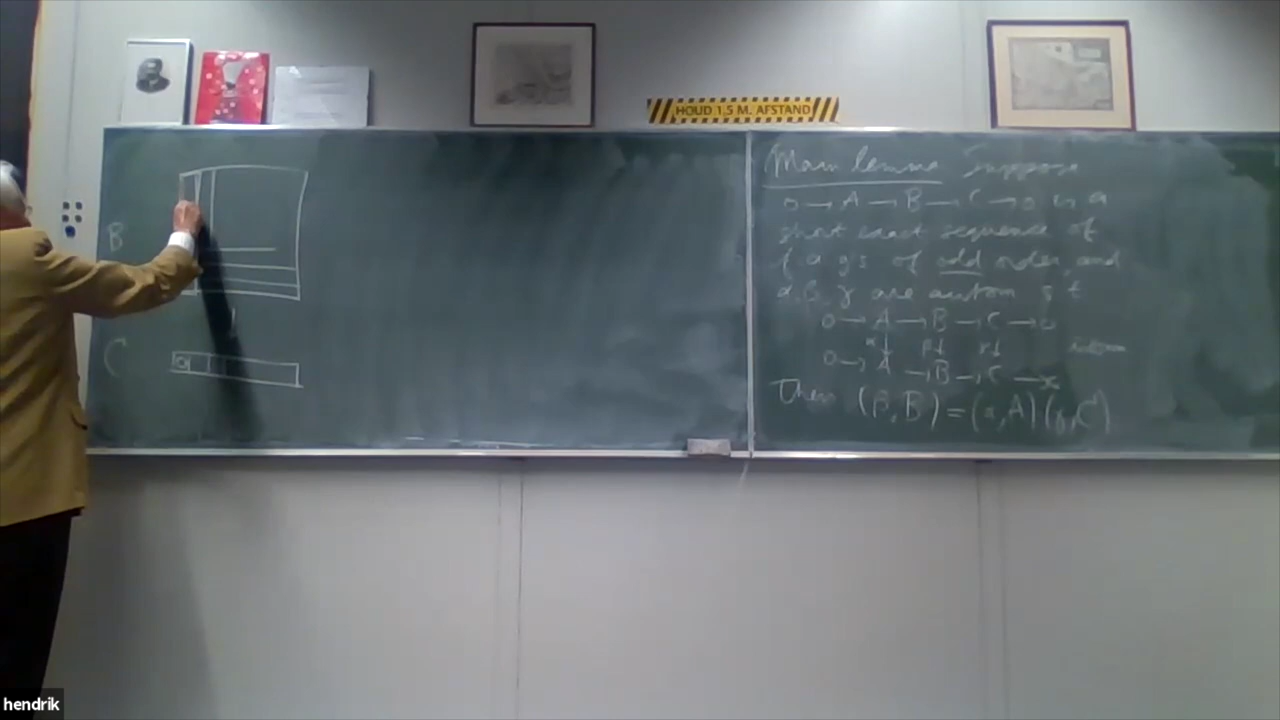 HOUD 1,5 M. AFSTAND
B
C
0
Main lemma Suppose
0 → A → B → C → 0 is a
short exact sequence of
f a g s of odd order, and
α, β, γ are autom s t
0 → A → B → C → 0
α↓ β↓ γ↓
0 → A → B → C → 0
Then (β, B) = (α, A) (γ, C)
hendrik